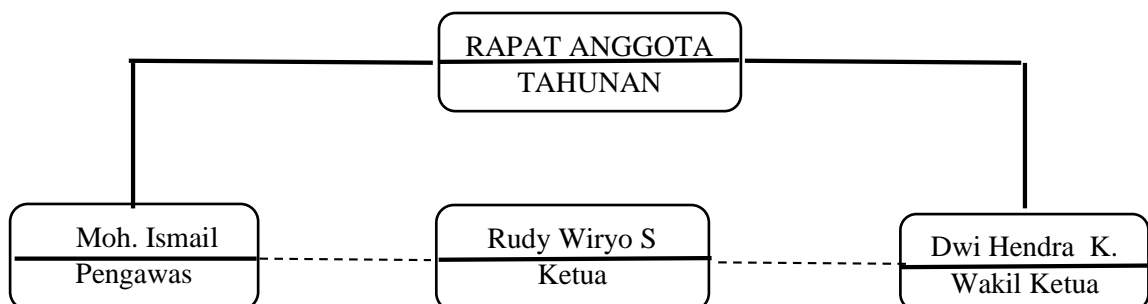 RAPAT ANGGOTA
TAHUNAN
Moh. Ismail
Pengawas
Rudy Wiryo S
Ketua
Dwi Hendra K.
Wakil Ketua